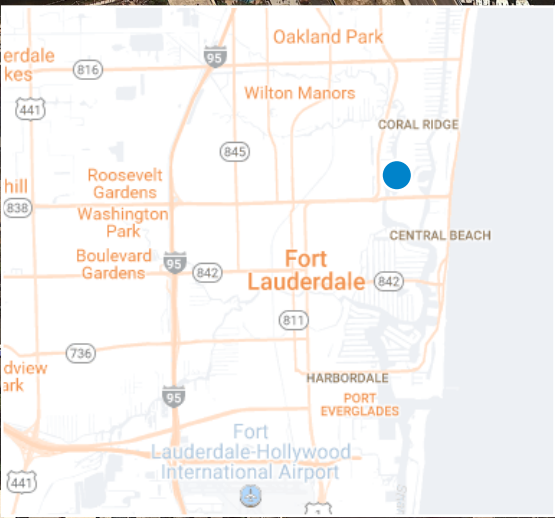 Oakland Park
erdale
kes
816
95
441
Wilton Manors
CORAL RIDGE
845
Roosevelt
Gardens
hill
838
Washington
Park
CENTRAL BEACH
Boulevard
Gardens
95
842
Fort
Lauderdale
842
811
736
dview
ark
HARBORDALE
95
PORT
EVERGLADES
Fort
Lauderdale-Hollywood
International Airport
441
1